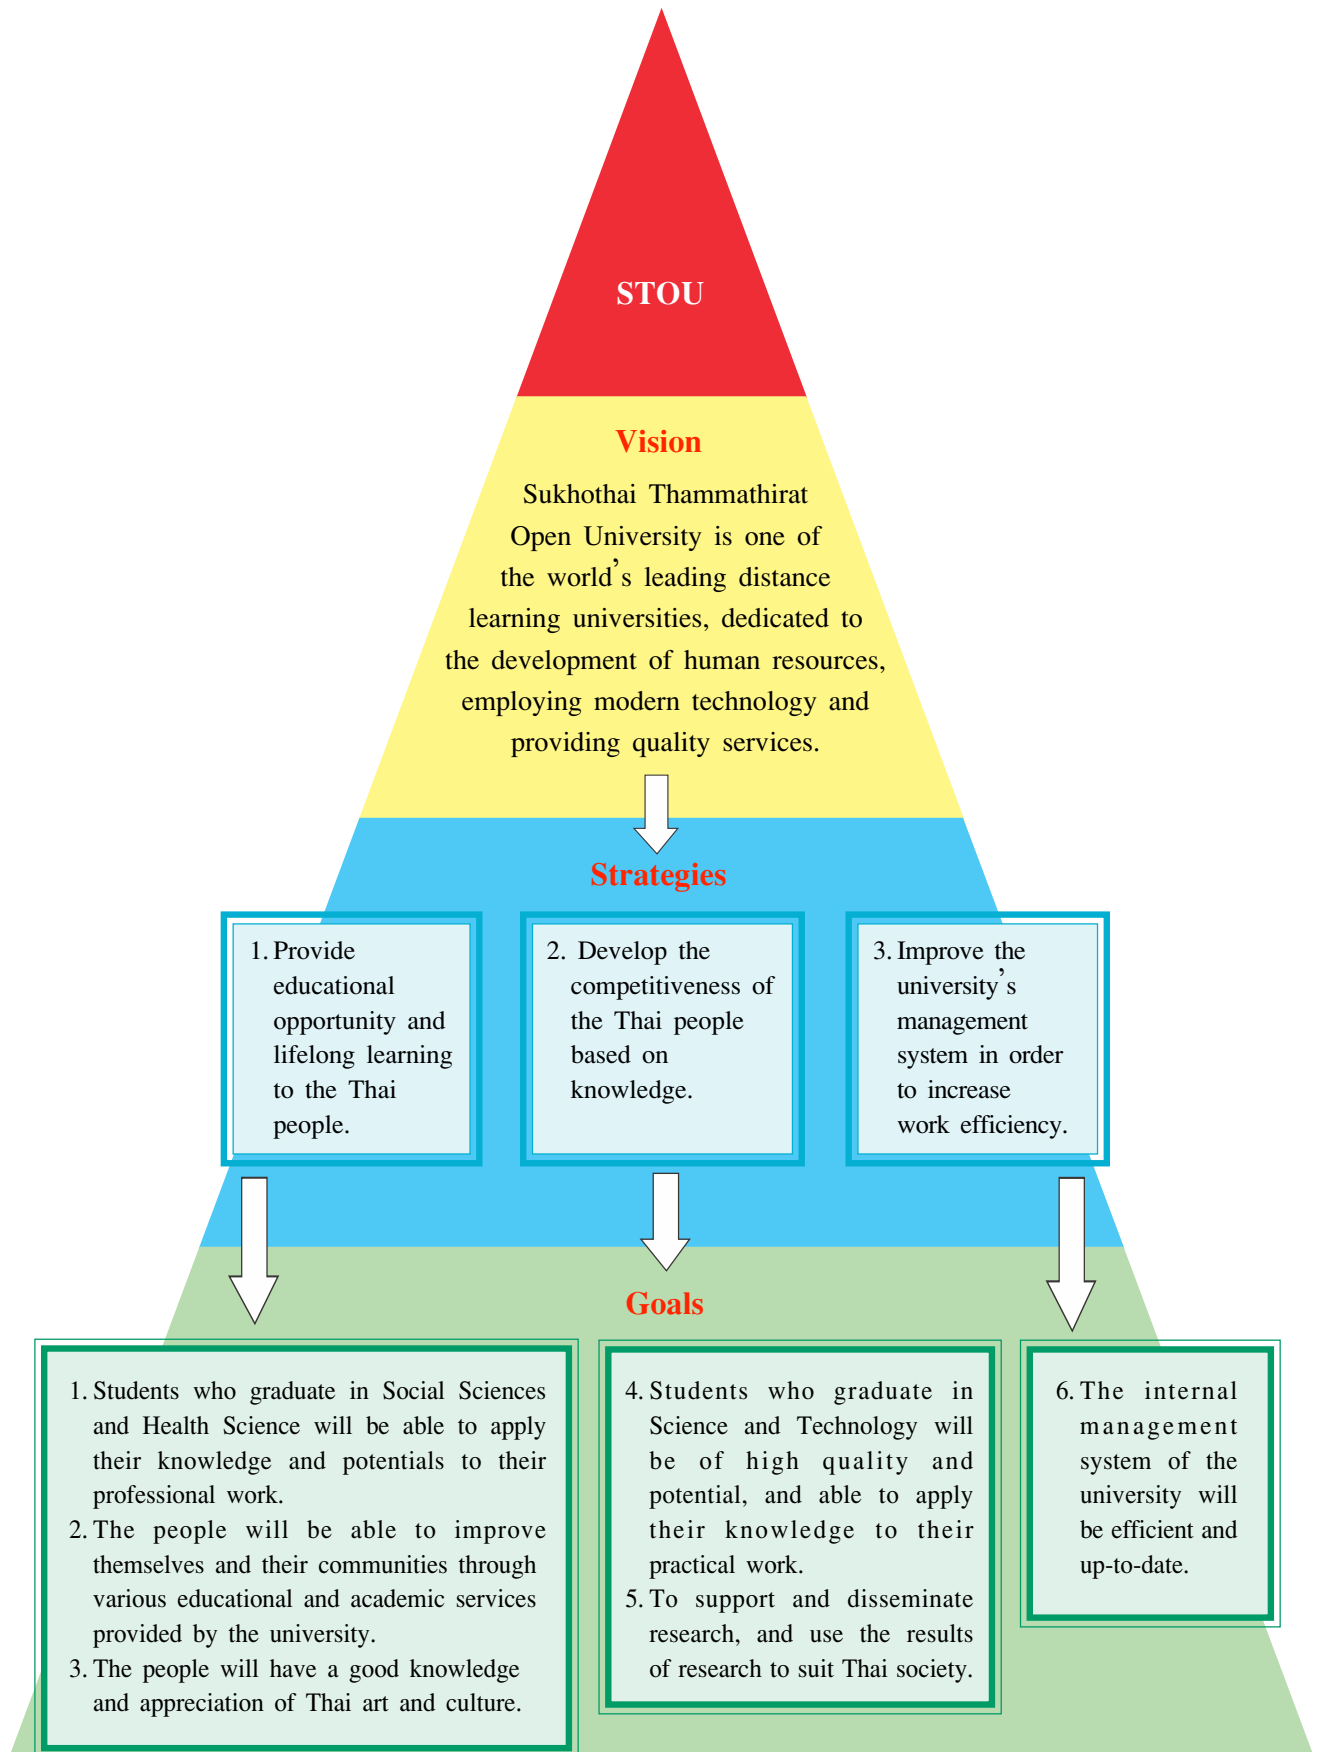 STOU
Vision
Sukhothai Thammathirat
Open University is one of
the world's leading distance
learning universities, dedicated to
the development of human resources,
employing modern technology and
providing quality services.
Strategies
1. Provide
educational
opportunity and
lifelong learning
to the Thai
people.
2. Develop the
competitiveness of
the Thai people
based on
knowledge.
3. Improve the
university's
management
system in order
to increase
work efficiency.
Goals
1. Students who graduate in Social Sciences
and Health Science will be able to apply
their knowledge and potentials to their
professional work.
2. The people will be able to improve
themselves and their communities through
various educational and academic services
provided by the university.
3. The people will have a good knowledge
and appreciation of Thai art and culture.
4. Students who graduate in
Science and Technology will
be of high quality and
potential, and able to apply
their knowledge to their
practical work.
5. To support and disseminate
research, and use the results
of research to suit Thai society.
6. The internal
management
system of the
university will
be efficient and
up-to-date.